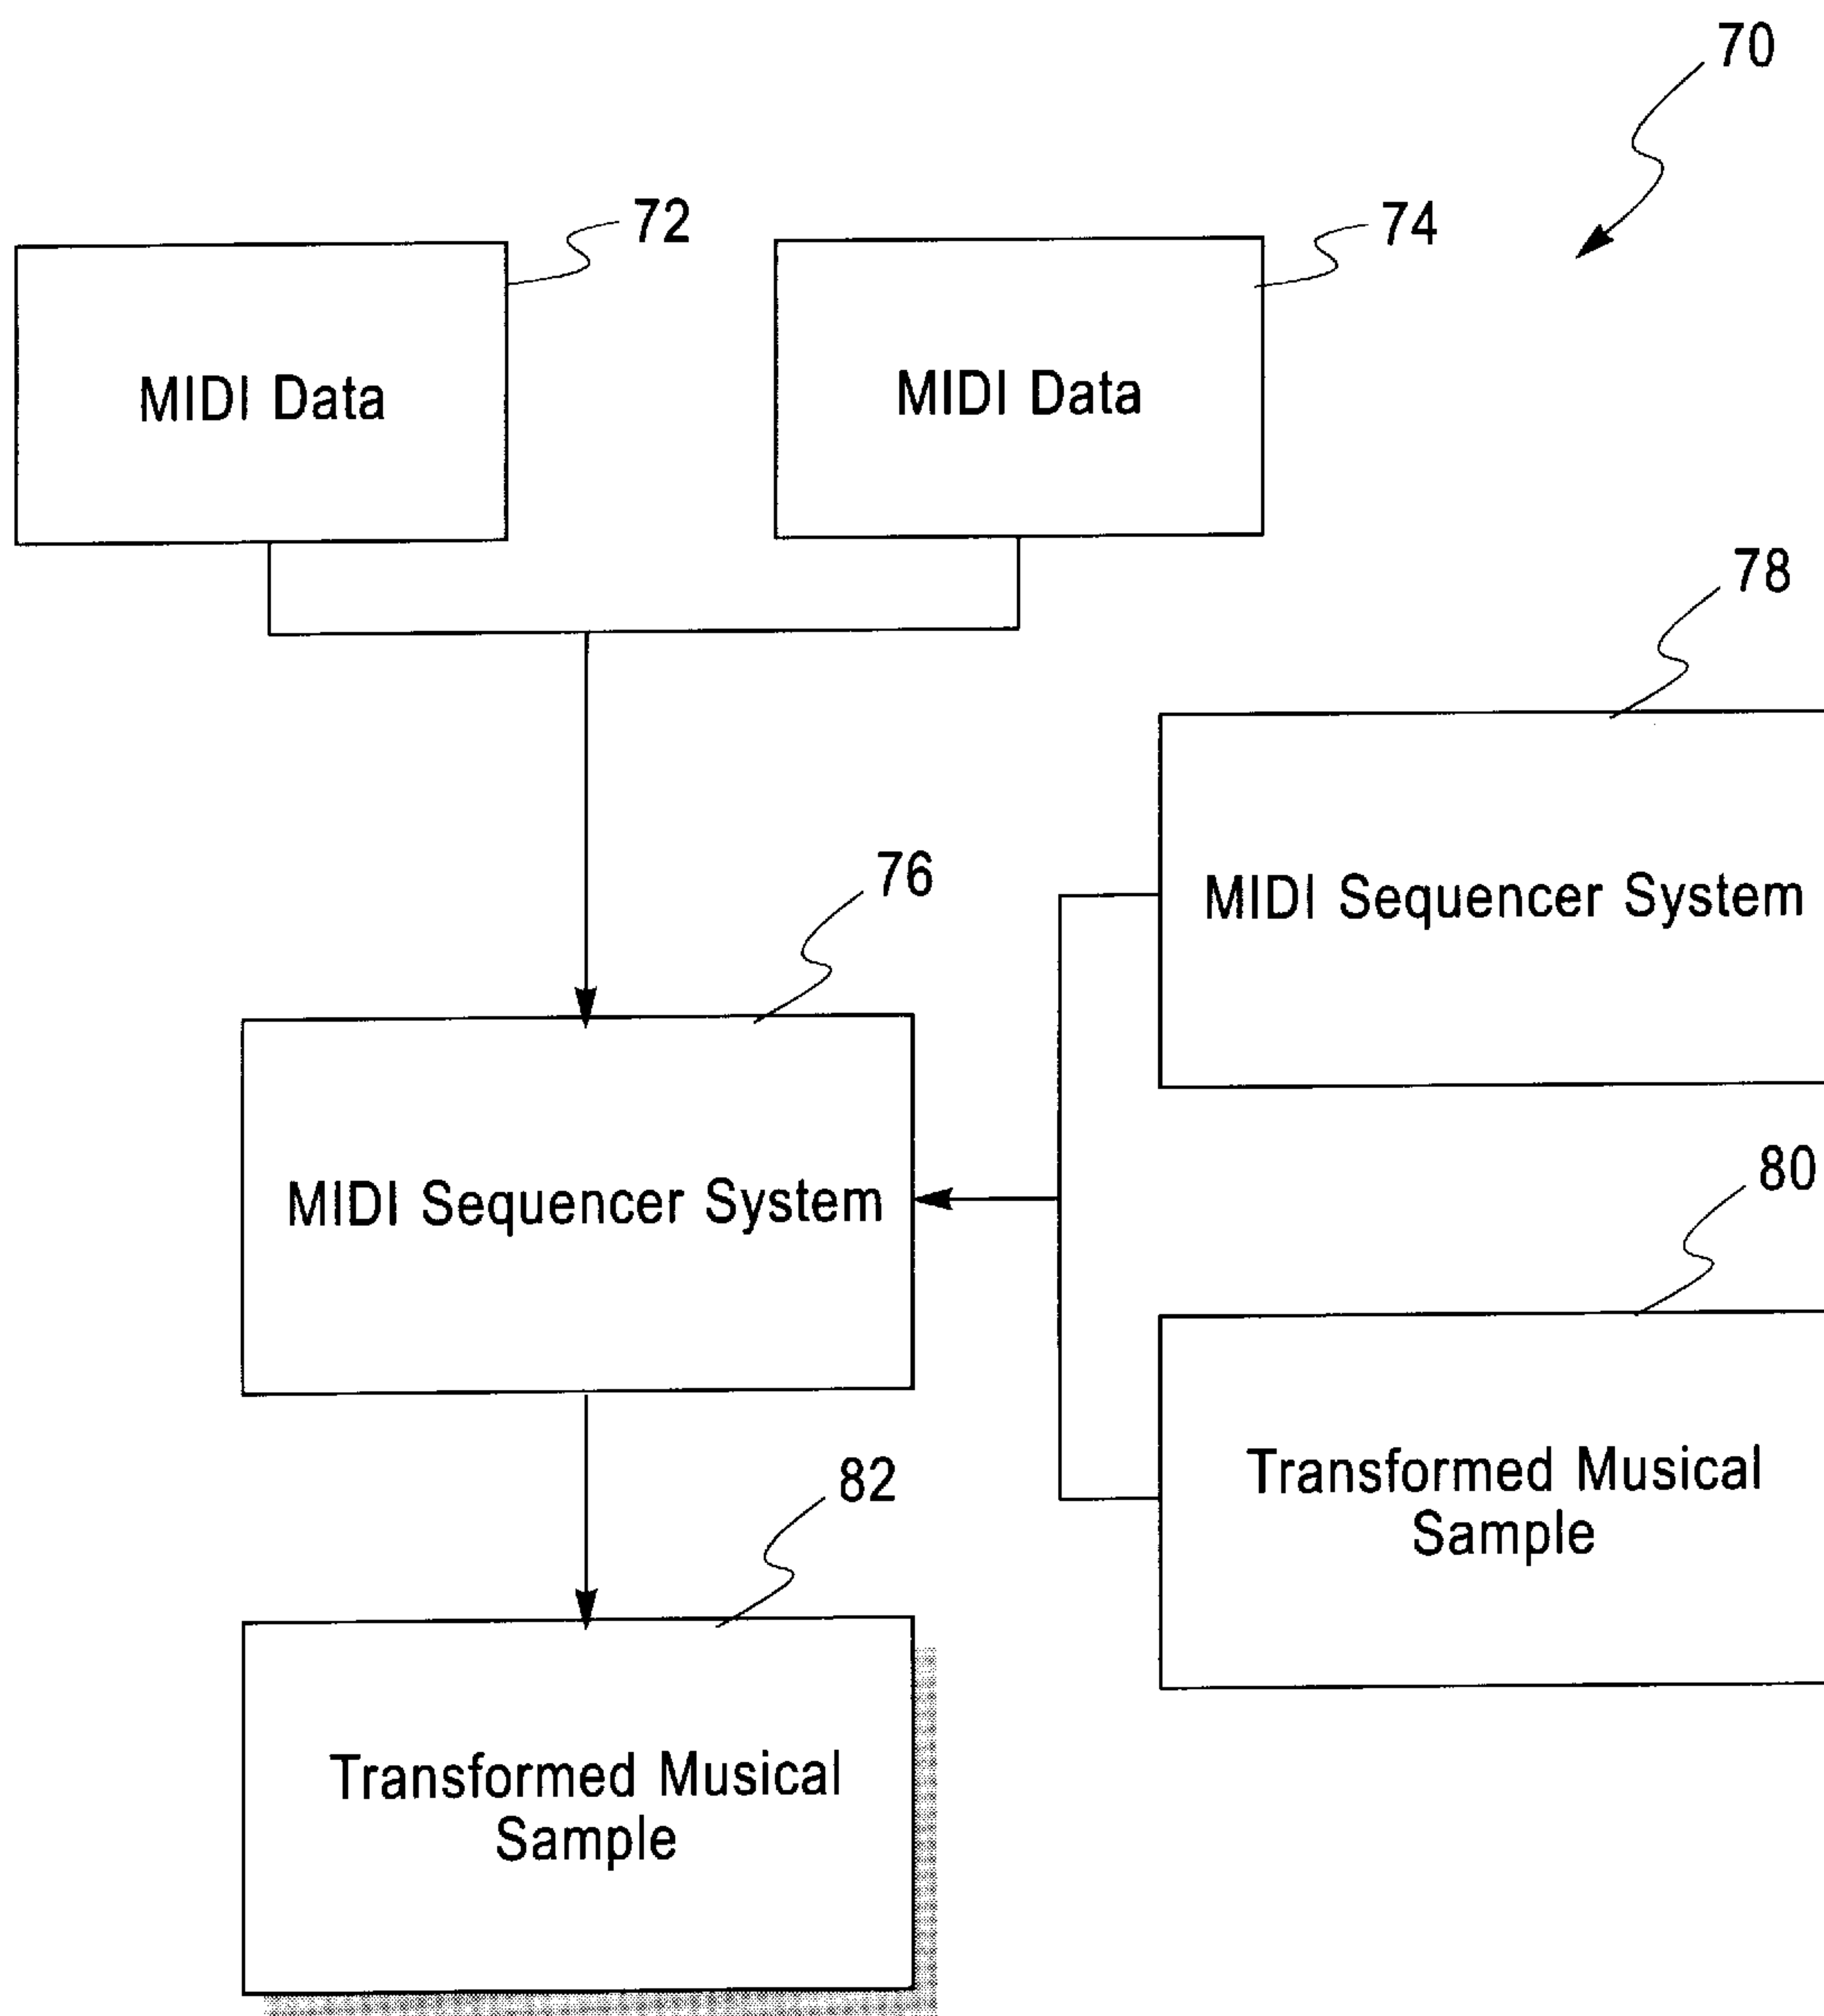 70
72
74
MIDI Data
MIDI Data
78
MIDI Sequencer System
76
MIDI Sequencer System
80
Transformed Musical
Sample
82
Transformed Musical
Sample